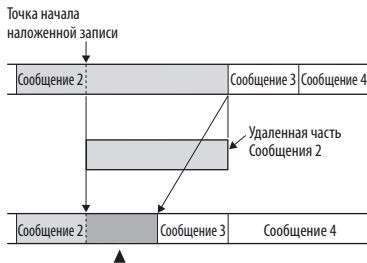 Точка начала
наложенной записи
Сообщение 2
Сообщение 3
Сообщение 4
Удаленная часть
Сообщения 2
Сообщение 2
Сообщение 3
Сообщение 4